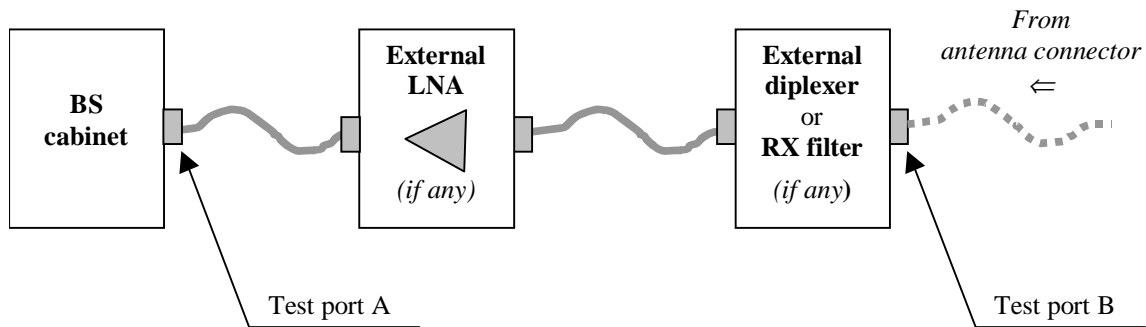 BS
cabinet
External
LNA
(if any)
External
diplexer
or
RX filter
(if any)
From
antenna connector
⇐
Test port A
Test port B